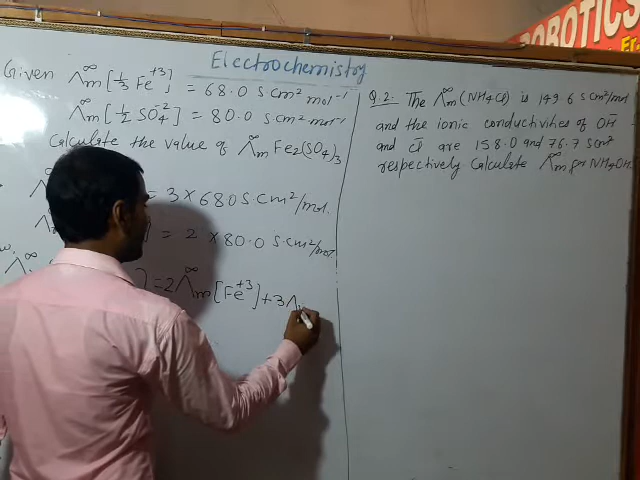 Electrochemistry
Given Λ∞m [1/3 Fe+3] = 68.0 S cm² mol⁻¹
Λ∞m [1/2 SO4-2] = 80.0 S cm² mol⁻¹
Calculate the value of Λ∞m Fe2(SO4)3
= 3 × 680 S. Cm²/mol.
= 2 × 80.0 S. Cm²/mol.
] = 2 Λ∞m [Fe+3] + 3 Λ
Q.2. The Λ∞m (NH4Cl) is 149.6 S Cm²/mol
and the ionic conductivities of OH⁻
and Cl⁻ are 158.0 and 76.7 S cm²
respectively. Calculate Λ∞m for NH4OH.
ROBOTICS